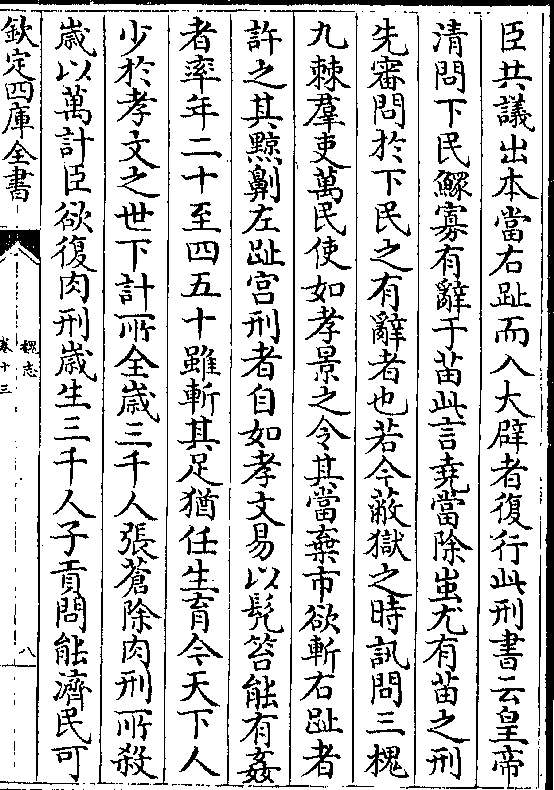 臣共議出本當右趾而入大辟者復行此刑書云皇帝
清問下民鰥寡有辭于苗此言堯當除蚩尤有苗之刑
先審問於下民之有辭者也若今蔽獄之時訊問三槐
九棘羣吏萬民使如孝景之令其當棄市欲斬右趾者
許之其黥劓左趾宫刑者自如孝文易以髠笞能有姦
者率年二十至四五十雖斬其足猶任生育今天下人
少於孝文之世下計所全歲三千人張蒼除肉刑所殺
歲以萬計臣欲復肉刑歲生三千人子貢問能濟民可
欽定四庫全書
魏志
卷十三
八